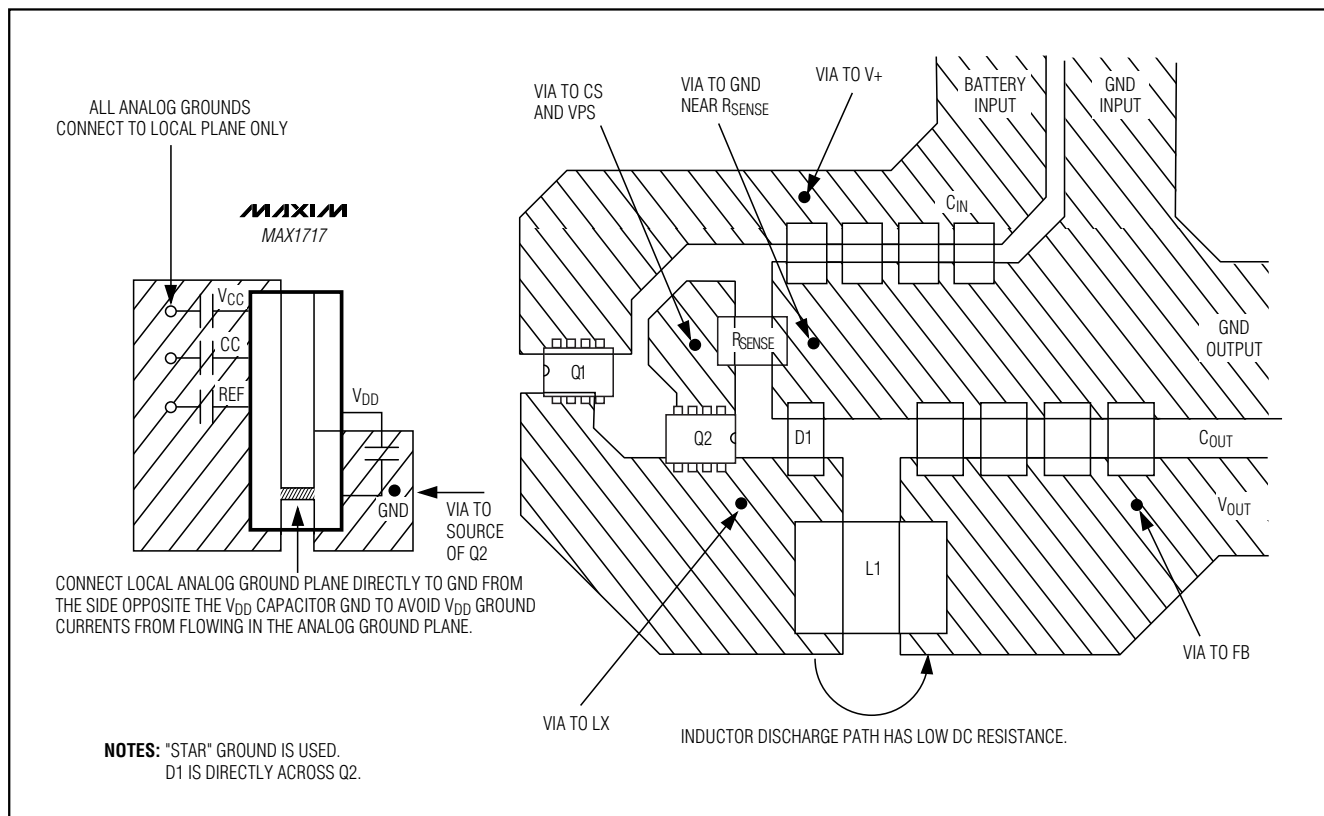 ALL ANALOG GROUNDS
CONNECT TO LOCAL PLANE ONLY
MAXIM
MAX1717
VCC
CC
REF
VDD
GND
VIA TO
SOURCE
OF Q2
CONNECT LOCAL ANALOG GROUND PLANE DIRECTLY TO GND FROM
THE SIDE OPPOSITE THE VDD CAPACITOR GND TO AVOID VDD GROUND
CURRENTS FROM FLOWING IN THE ANALOG GROUND PLANE.
NOTES: "STAR" GROUND IS USED.
D1 IS DIRECTLY ACROSS Q2.
VIA TO CS
AND VPS
VIA TO GND
NEAR RSENSE
VIA TO V+
BATTERY
INPUT
GND
INPUT
CIN
RSENSE
GND
OUTPUT
Q1
Q2
D1
COUT
VOUT
L1
VIA TO FB
VIA TO LX
INDUCTOR DISCHARGE PATH HAS LOW DC RESISTANCE.